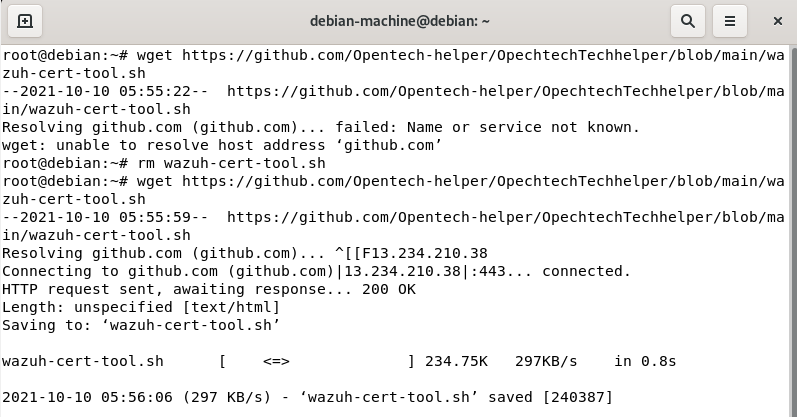 debian-machine@debian: ~
root@debian:~# wget https://github.com/Opentech-helper/OpechtechTechhelper/blob/main/wa
zuh-cert-tool.sh
--2021-10-10 05:55:22--  https://github.com/Opentech-helper/OpechtechTechhelper/blob/ma
in/wazuh-cert-tool.sh
Resolving github.com (github.com)... failed: Name or service not known.
wget: unable to resolve host address ‘github.com’
root@debian:~# rm wazuh-cert-tool.sh
root@debian:~# wget https://github.com/Opentech-helper/OpechtechTechhelper/blob/main/wa
zuh-cert-tool.sh
--2021-10-10 05:55:59--  https://github.com/Opentech-helper/OpechtechTechhelper/blob/ma
in/wazuh-cert-tool.sh
Resolving github.com (github.com)... ^[[F13.234.210.38
Connecting to github.com (github.com)|13.234.210.38|:443... connected.
HTTP request sent, awaiting response... 200 OK
Length: unspecified [text/html]
Saving to: ‘wazuh-cert-tool.sh’
wazuh-cert-tool.sh      [    <=>             ] 234.75K   297KB/s    in 0.8s
2021-10-10 05:56:06 (297 KB/s) - ‘wazuh-cert-tool.sh’ saved [240387]